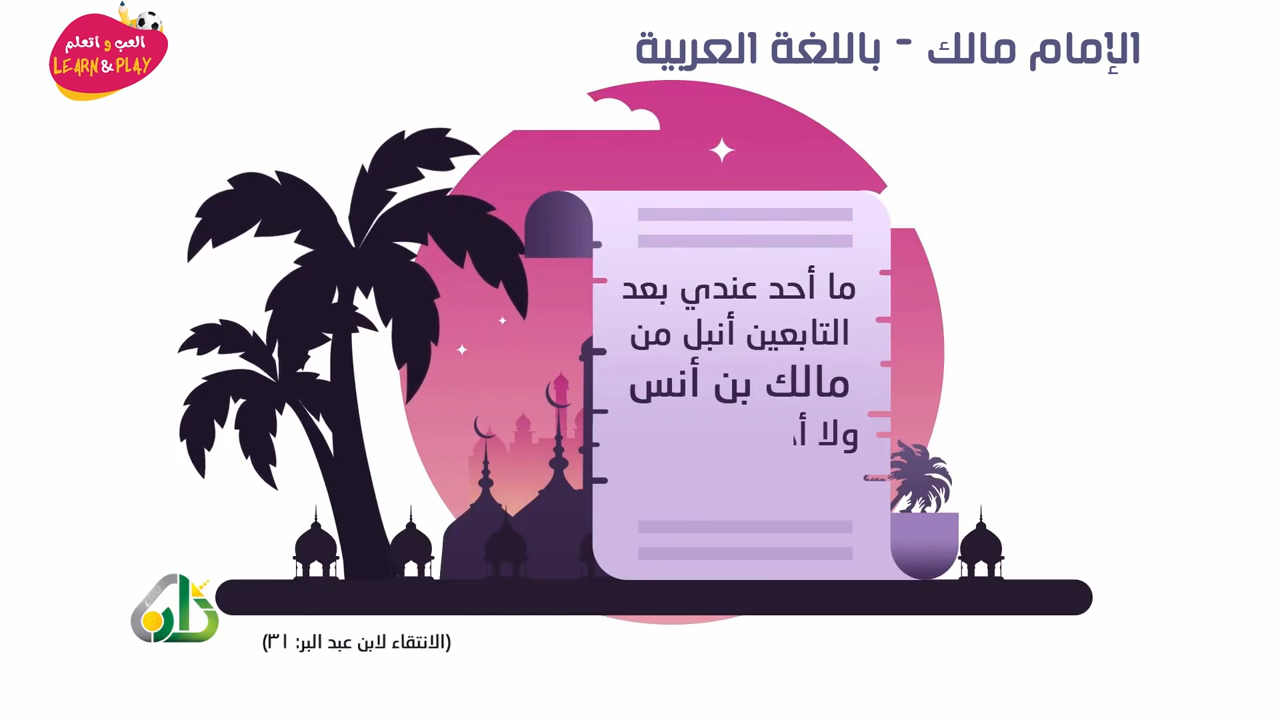 العب و اتعلم
LEARN & PLAY
الإمام مالك - باللغة العربية
ما أحد عندي بعد
التابعين أنبل من
مالك بن أنس
ولا أ
(الانتقاء لابن عبد البر: ٣١)